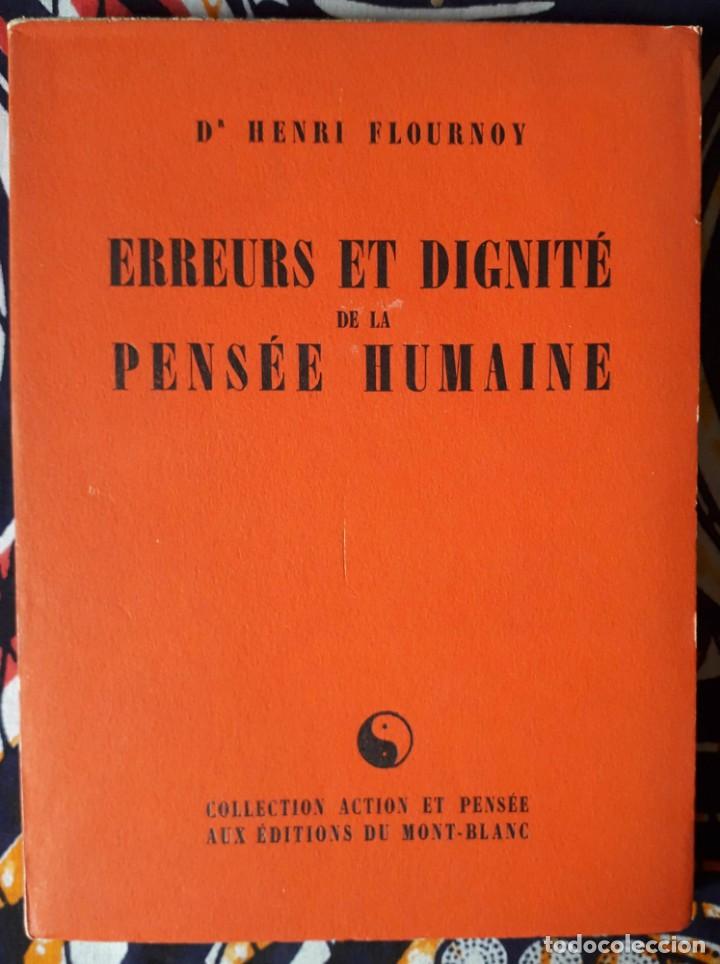 Dʀ HENRI FLOURNOY
ERREURS ET DIGNITÉ
DE LA
PENSÉE HUMAINE
COLLECTION ACTION ET PENSÉE
AUX ÉDITIONS DU MONT-BLANC
todocoleccion